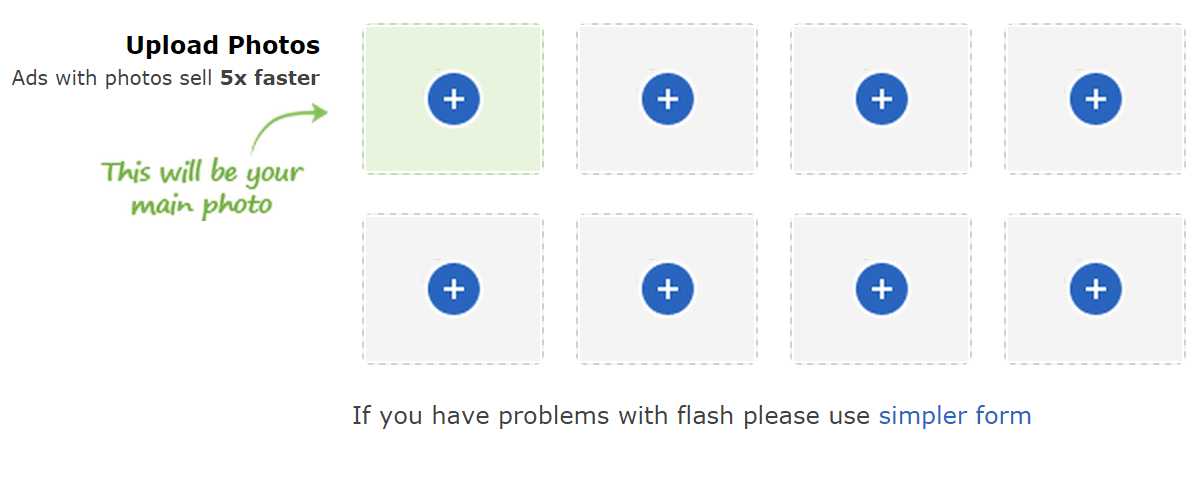 Upload Photos
Ads with photos sell 5x faster
This will be your
main photo
If you have problems with flash please use simpler form